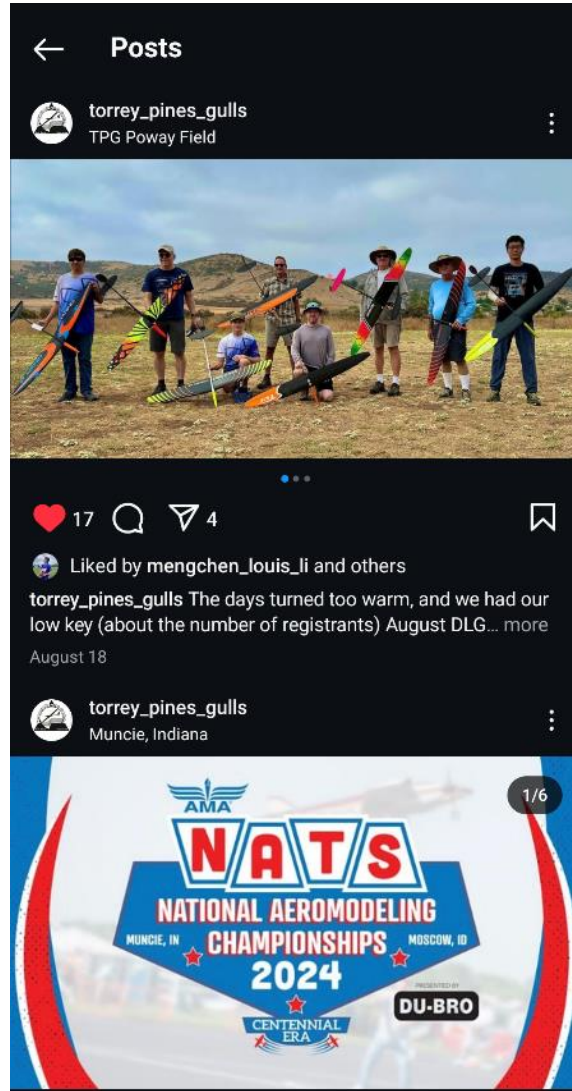 Posts
torrey_pines_gulls
TPG Poway Field
17
4
Liked by mengchen_louis_li and others
torrey_pines_gulls The days turned too warm, and we had our
low key (about the number of registrants) August DLG... more
August 18
torrey_pines_gulls
Muncie, Indiana
1/6
AMA
NATS
NATIONAL AEROMODELING
MUNCIE, IN
CHAMPIONSHIPS
MOSCOW, ID
2024
PRESENTED BY
DU-BRO
CENTENNIAL
ERA